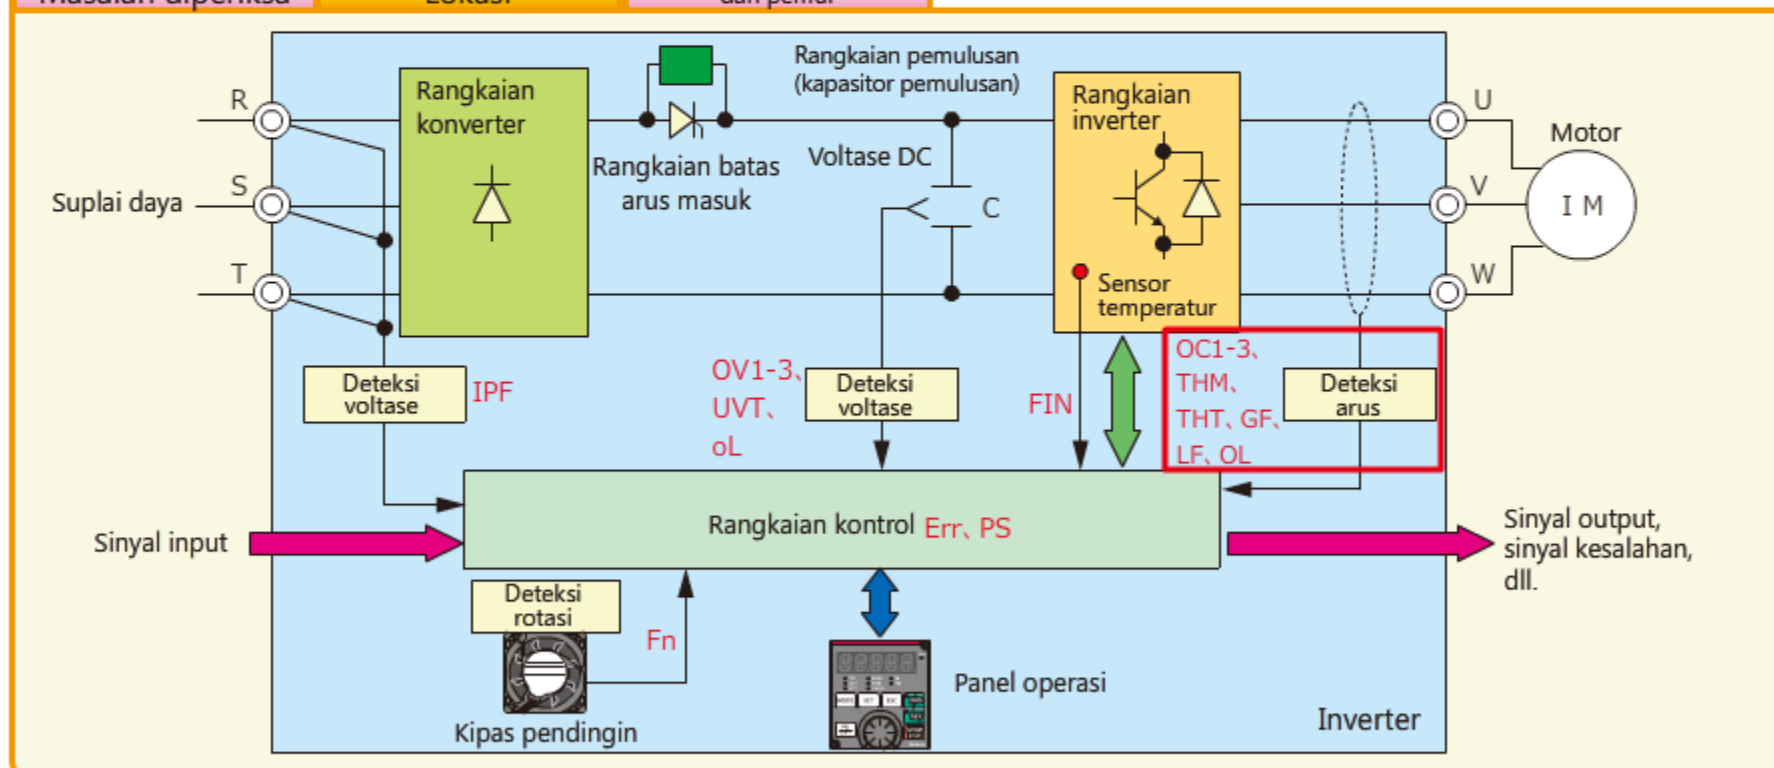 Masalah diperiksa
Lokasi
R
S
T
Suplai daya
Rangkaian
konverter
Rangkaian batas
arus masuk
Rangkaian pemulusan
(kapasitor pemulusan)
Voltase DC
C
Rangkaian
inverter
Sensor
temperatur
U
V
W
Motor
I M
Deteksi
voltase
IPF
OV1-3、
UVT、
oL
Deteksi
voltase
FIN
OC1-3、
THM、
THT、GF、
LF、OL
Deteksi
arus
Sinyal input
Rangkaian kontrol Err、PS
Sinyal output,
sinyal kesalahan,
dll.
Deteksi
rotasi
Fn
Kipas pendingin
Panel operasi
Inverter